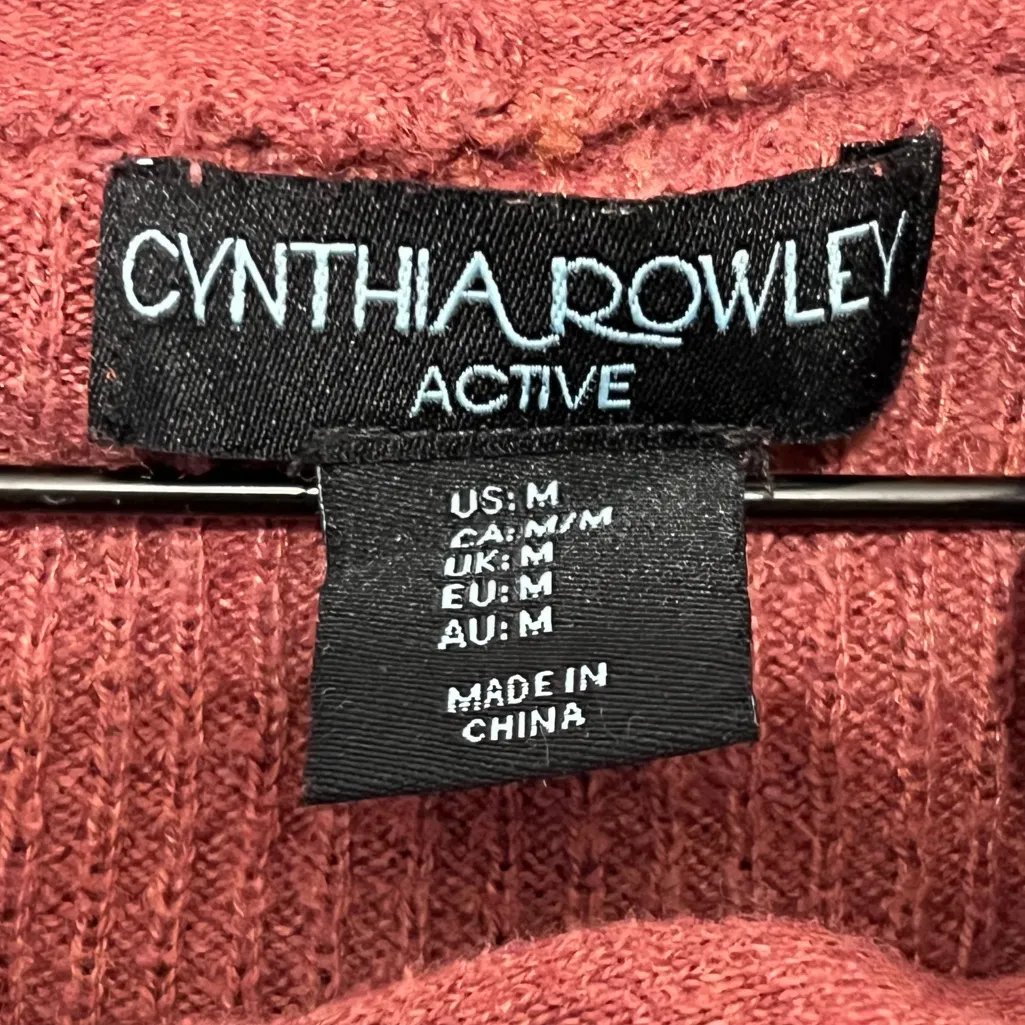 CYNTHIA ROWLEY
ACTIVE
US: M
CA: M/M
UK: M
EU: M
AU: M
MADE IN
CHINA